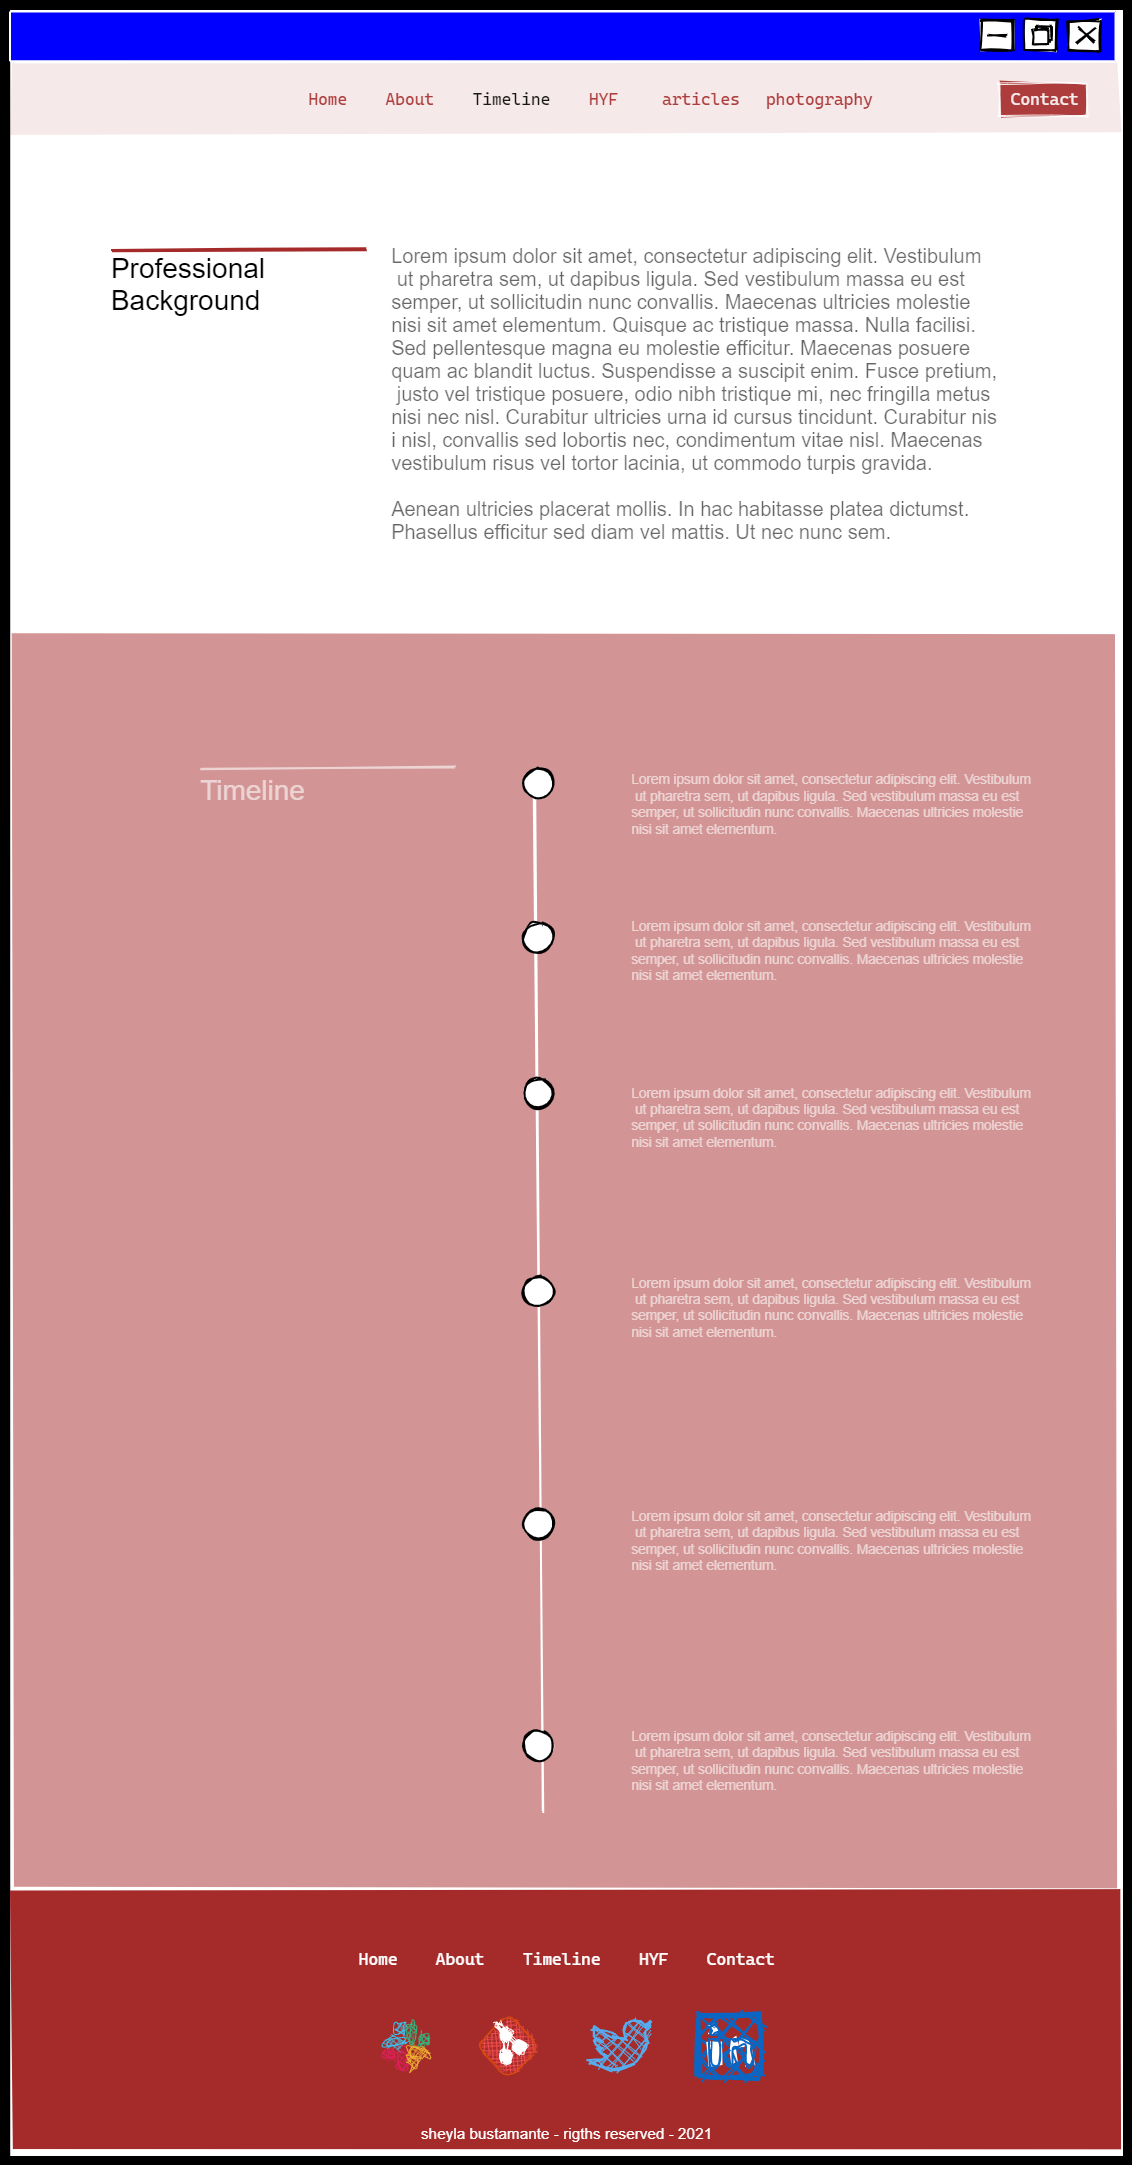 Home About Timeline HYF articles photography Contact
Professional
Background
Lorem ipsum dolor sit amet, consectetur adipiscing elit. Vestibulum
ut pharetra sem, ut dapibus ligula. Sed vestibulum massa eu est
semper, ut sollicitudin nunc convallis. Maecenas ultricies molestie
nisi sit amet elementum. Quisque ac tristique massa. Nulla facilisi.
Sed pellentesque magna eu molestie efficitur. Maecenas posuere
quam ac blandit luctus. Suspendisse a suscipit enim. Fusce pretium,
justo vel tristique posuere, odio nibh tristique mi, nec fringilla metus
nisi nec nisl. Curabitur ultricies urna id cursus tincidunt. Curabitur nis
i nisl, convallis sed lobortis nec, condimentum vitae nisl. Maecenas
vestibulum risus vel tortor lacinia, ut commodo turpis gravida.
Aenean ultricies placerat mollis. In hac habitasse platea dictumst.
Phasellus efficitur sed diam vel mattis. Ut nec nunc sem.
Timeline
Lorem ipsum dolor sit amet, consectetur adipiscing elit. Vestibulum
ut pharetra sem, ut dapibus ligula. Sed vestibulum massa eu est
semper, ut sollicitudin nunc convallis. Maecenas ultricies molestie
nisi sit amet elementum.
Lorem ipsum dolor sit amet, consectetur adipiscing elit. Vestibulum
ut pharetra sem, ut dapibus ligula. Sed vestibulum massa eu est
semper, ut sollicitudin nunc convallis. Maecenas ultricies molestie
nisi sit amet elementum.
Lorem ipsum dolor sit amet, consectetur adipiscing elit. Vestibulum
ut pharetra sem, ut dapibus ligula. Sed vestibulum massa eu est
semper, ut sollicitudin nunc convallis. Maecenas ultricies molestie
nisi sit amet elementum.
Lorem ipsum dolor sit amet, consectetur adipiscing elit. Vestibulum
ut pharetra sem, ut dapibus ligula. Sed vestibulum massa eu est
semper, ut sollicitudin nunc convallis. Maecenas ultricies molestie
nisi sit amet elementum.
Lorem ipsum dolor sit amet, consectetur adipiscing elit. Vestibulum
ut pharetra sem, ut dapibus ligula. Sed vestibulum massa eu est
semper, ut sollicitudin nunc convallis. Maecenas ultricies molestie
nisi sit amet elementum.
Lorem ipsum dolor sit amet, consectetur adipiscing elit. Vestibulum
ut pharetra sem, ut dapibus ligula. Sed vestibulum massa eu est
semper, ut sollicitudin nunc convallis. Maecenas ultricies molestie
nisi sit amet elementum.
Home About Timeline HYF Contact
in
sheyla bustamante - rigths reserved - 2021